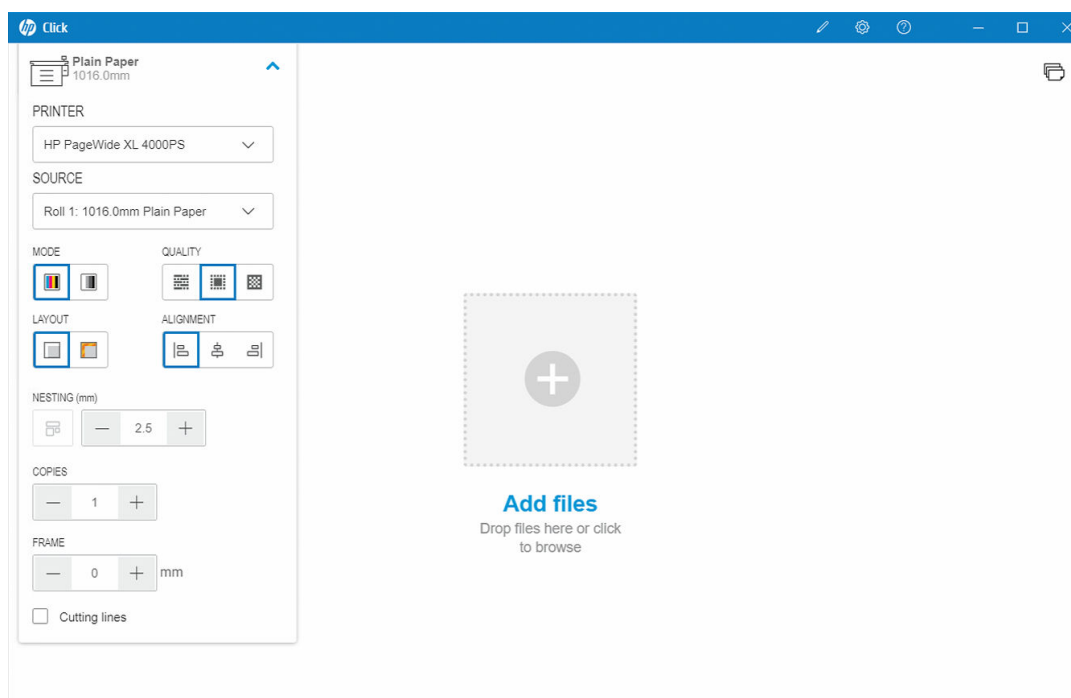 hp Click
Plain Paper
1016.0mm
PRINTER
HP PageWide XL 4000PS
SOURCE
Roll 1: 1016.0mm Plain Paper
MODE QUALITY
LAYOUT ALIGNMENT
NESTING (mm)
2.5
COPIES
1
FRAME
0 mm
Cutting lines
Add files
Drop files here or click
to browse